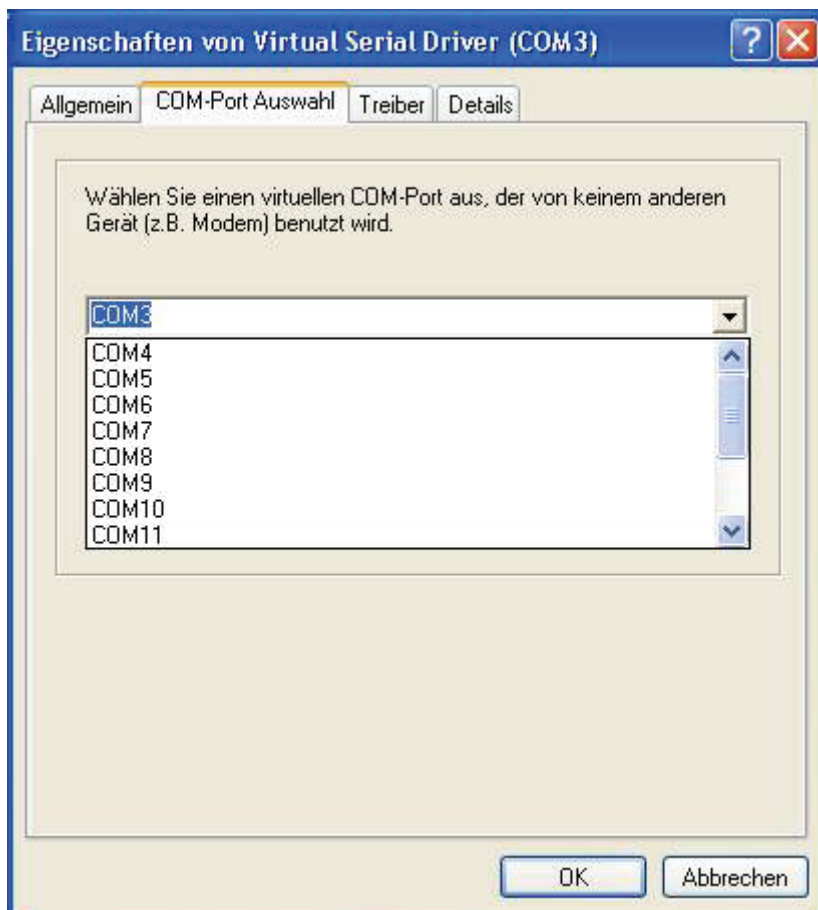 Eigenschaften von Virtual Serial Driver (COM3)
Allgemein COM-Port Auswahl Treiber Details
Wählen Sie einen virtuellen COM-Port aus, der von keinem anderen
Gerät (z.B. Modem) benutzt wird.
COM3
COM4
COM5
COM6
COM7
COM8
COM9
COM10
COM11
OK Abbrechen